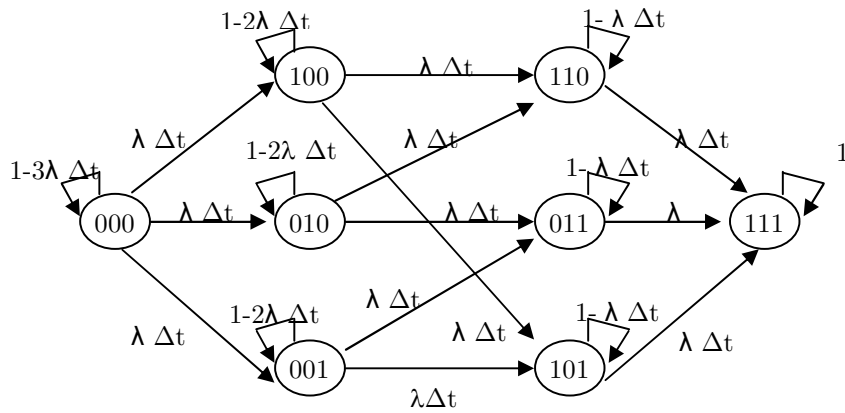 1-2λ Δt
1- λ Δt
100
λ Δt
110
λ Δt
λ Δt
λ Δt
1-3λ Δt
1-2λ Δt
1- λ Δt
1
000
λ Δt
010
λ Δt
011
λ
111
λ Δt
1-2λ Δt
λ Δt
λ Δt
1- λ Δt
λ Δt
001
101
λΔt